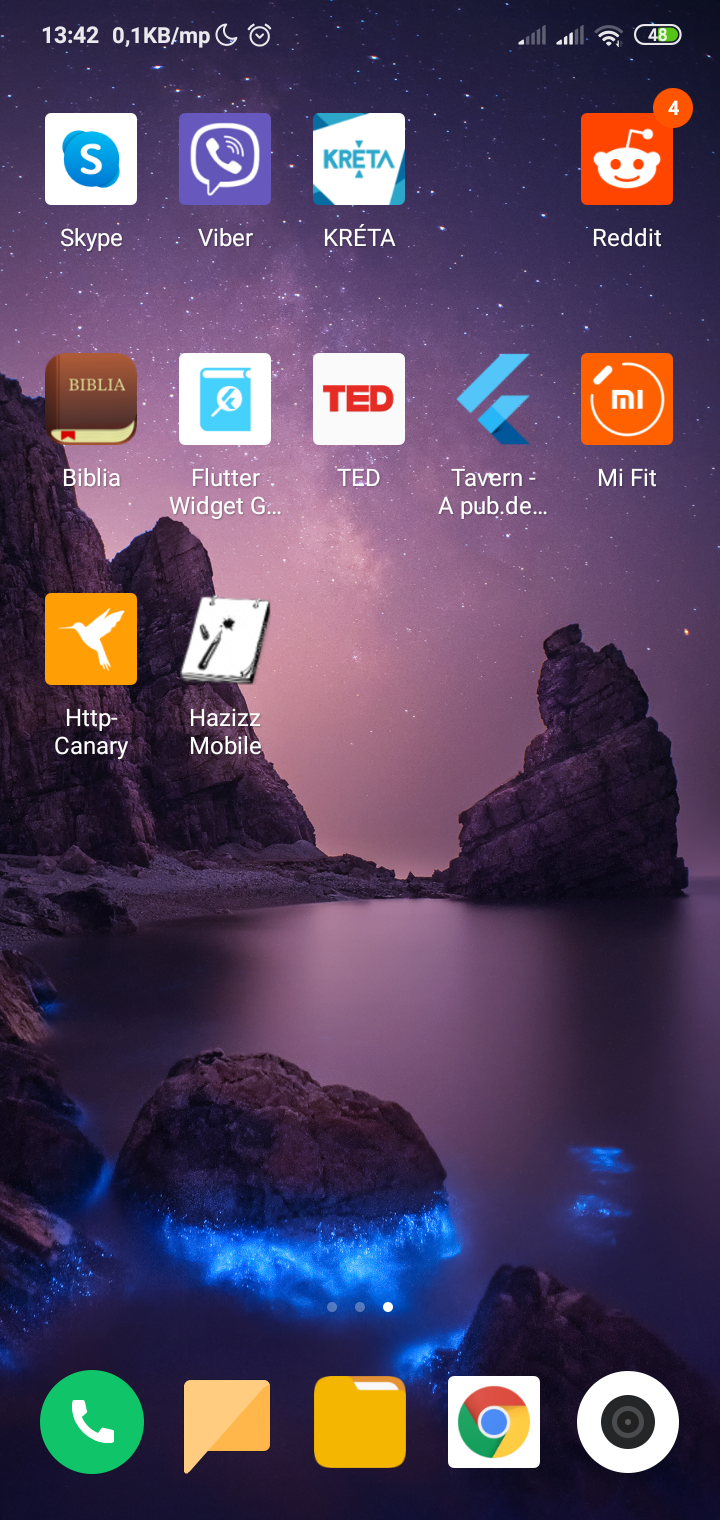 13:42 0,1KB/mp 48
4
S
KRÉTA
Skype Viber KRÉTA Reddit
BIBLIA
TED
mi
Biblia Flutter TED Tavern - Mi Fit
Widget G... A pub.de...
Http- Hazizz
Canary Mobile